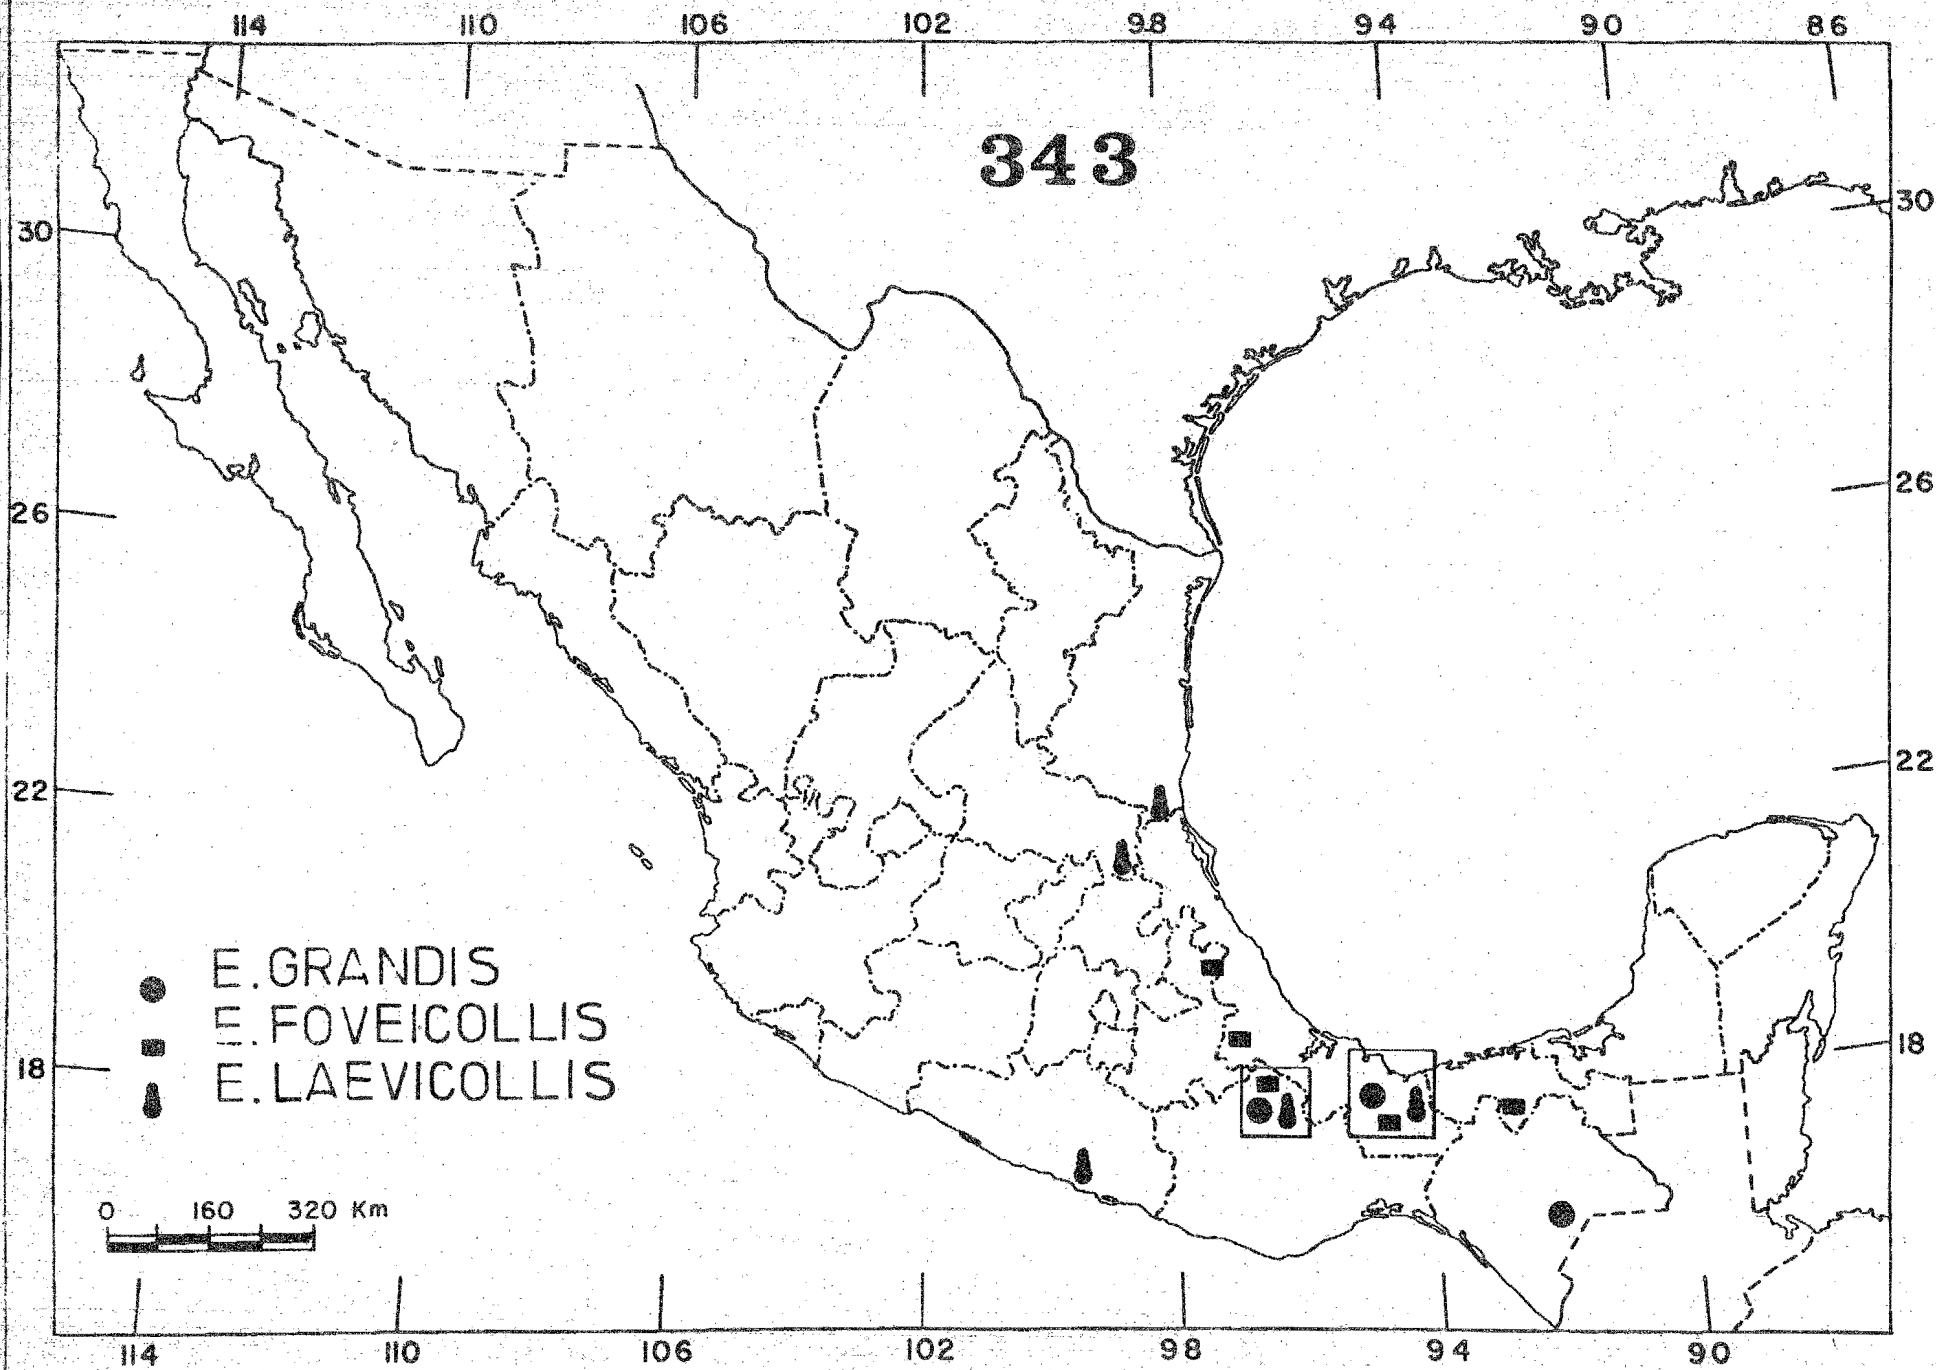 114 110 106 102 98 94 90 86
343
30 30
26 26
22 22
E.GRANDIS
E.FOVEICOLLIS
18 18
E.LAEVICOLLIS
0 160 320 Km
114 110 106 102 98 94 90